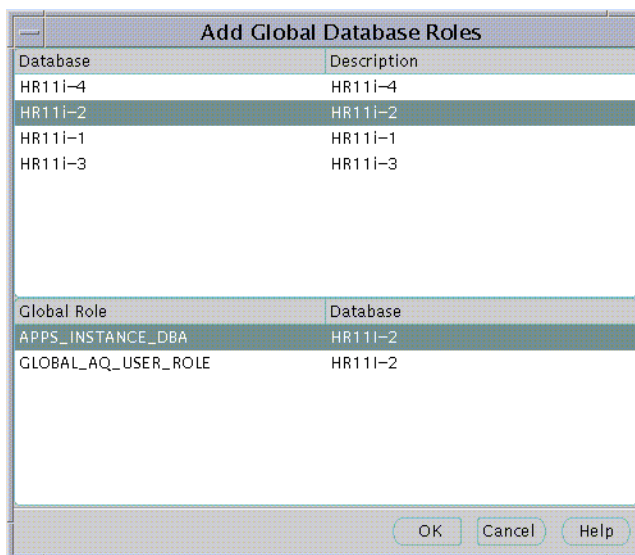 Add Global Database Roles
Database Description
HR11i-4 HR11i-4
HR11i-2 HR11i-2
HR11i-1 HR11i-1
HR11i-3 HR11i-3
Global Role Database
APPS_INSTANCE_DBA HR11I-2
GLOBAL_AQ_USER_ROLE HR11I-2
OK Cancel Help